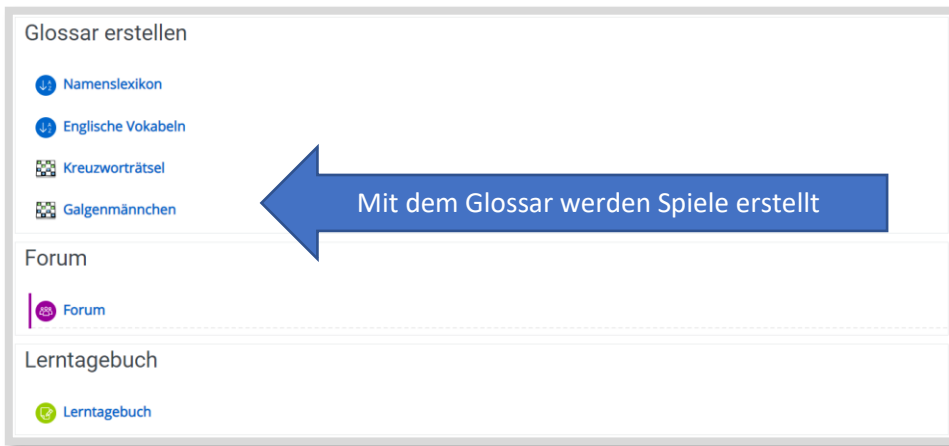 Glossar erstellen
Namenslexikon
Englische Vokabeln
Kreuzworträtsel
Galgenmännchen
Mit dem Glossar werden Spiele erstellt
Forum
Forum
Lerntagebuch
Lerntagebuch